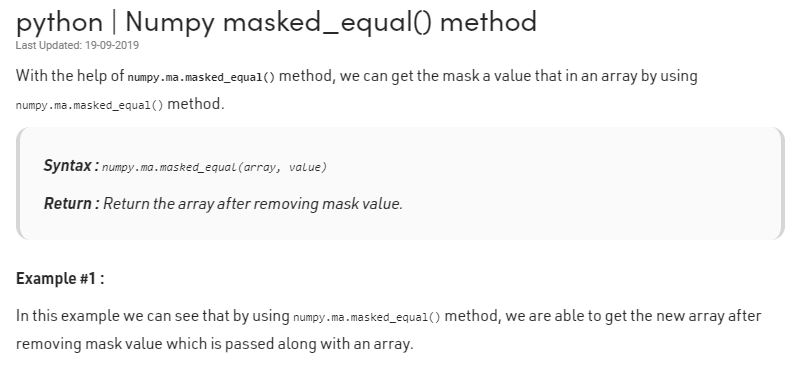 python | Numpy masked_equal() method
Last Updated: 19-09-2019
With the help of numpy.ma.masked_equal() method, we can get the mask a value that in an array by using
numpy.ma.masked_equal() method.
Syntax : numpy.ma.masked_equal(array, value)
Return : Return the array after removing mask value.
Example #1 :
In this example we can see that by using numpy.ma.masked_equal() method, we are able to get the new array after
removing mask value which is passed along with an array.